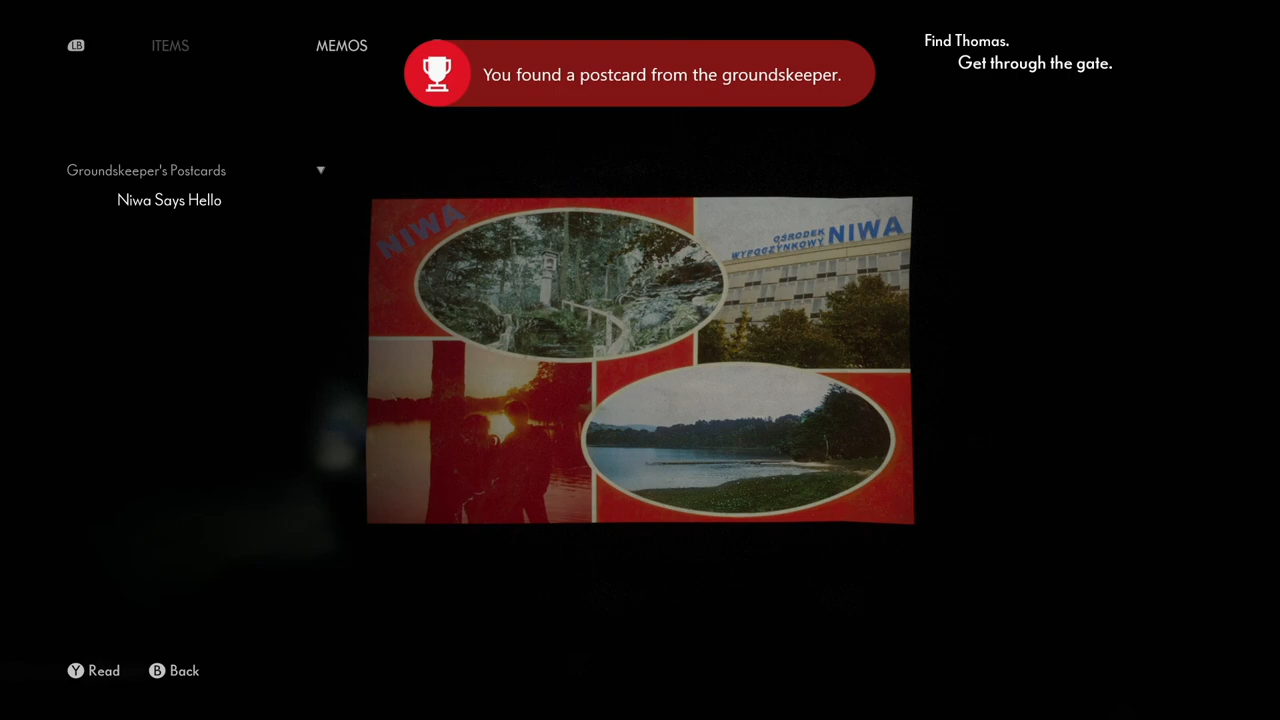 LB
ITEMS
MEMOS
You found a postcard from the groundskeeper.
Find Thomas.
Get through the gate.
Groundskeeper's Postcards
Niwa Says Hello
NIWA
OŚRODEK
WYPOCZYNKOWY NIWA
Y Read
B Back